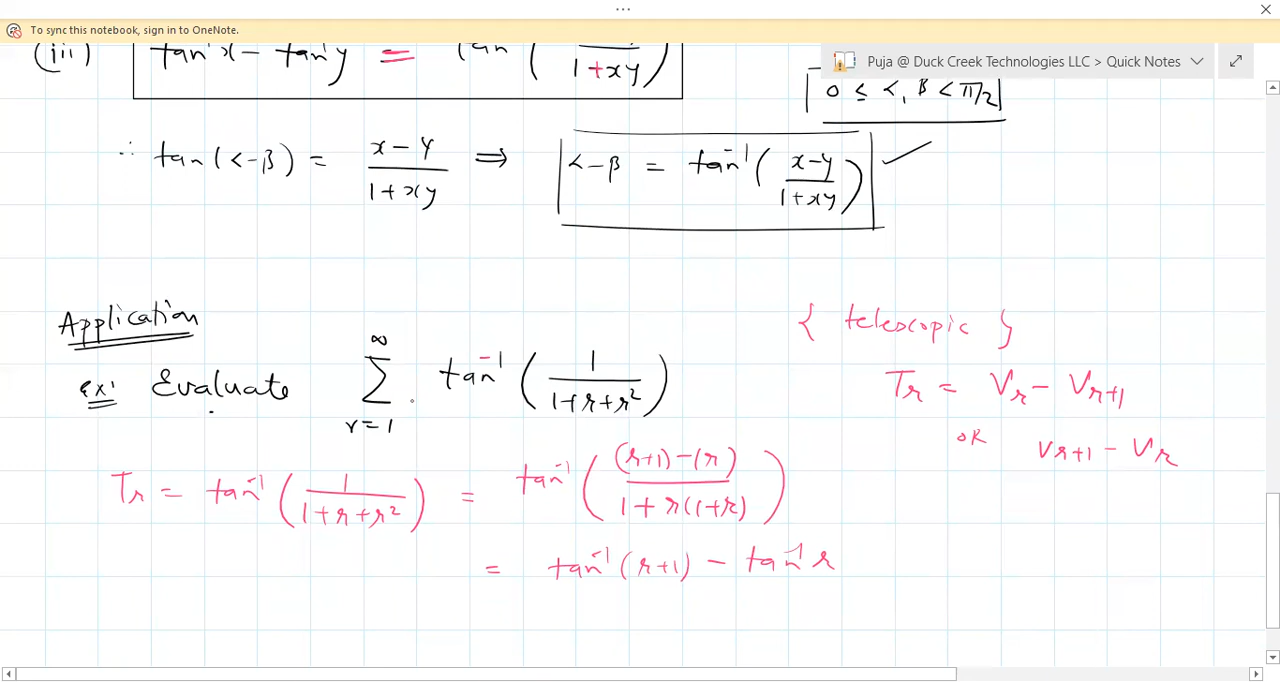 ...
To sync this notebook, sign in to OneNote.
Puja @ Duck Creek Technologies LLC > Quick Notes
(iii) tan⁻¹x − tan⁻¹y = tan⁻¹(x−y / 1+xy)
0 ≤ α, β < π/2
∴ tan(α−β) = x−y / 1+xy ⇒ α−β = tan⁻¹(x−y / 1+xy) ✓
Application
{ telescopic }
ex: Evaluate ∑_{r=1}^{∞} tan⁻¹(1 / 1+r+r²)
Tr = Vr − Vr+1
OR Vr+1 − Vr
Tr = tan⁻¹(1 / 1+r+r²) = tan⁻¹((r+1)−(r) / 1+r(1+r))
= tan⁻¹(r+1) − tan⁻¹r